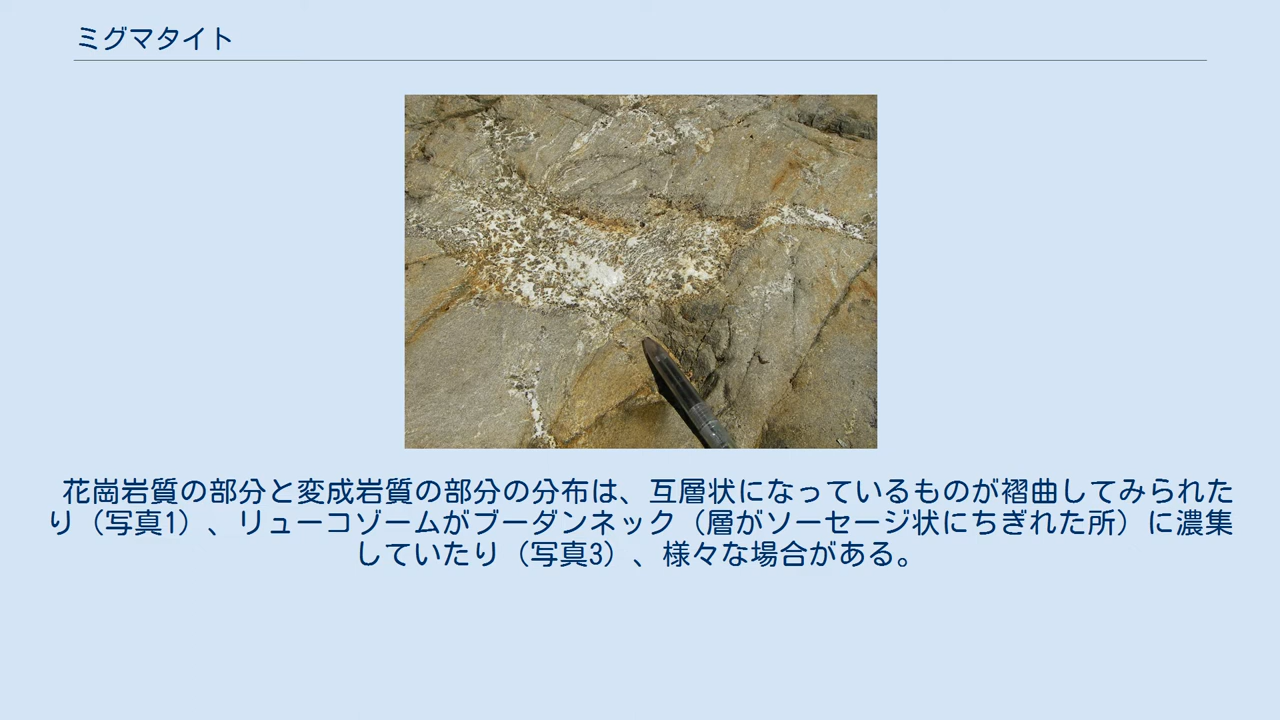 ミグマタイト
花崗岩質の部分と変成岩質の部分の分布は、互層状になっているものが褶曲してみられた
り（写真1）、リューコゾームがブーダンネック（層がソーセージ状にちぎれた所）に濃集
していたり（写真3）、様々な場合がある。